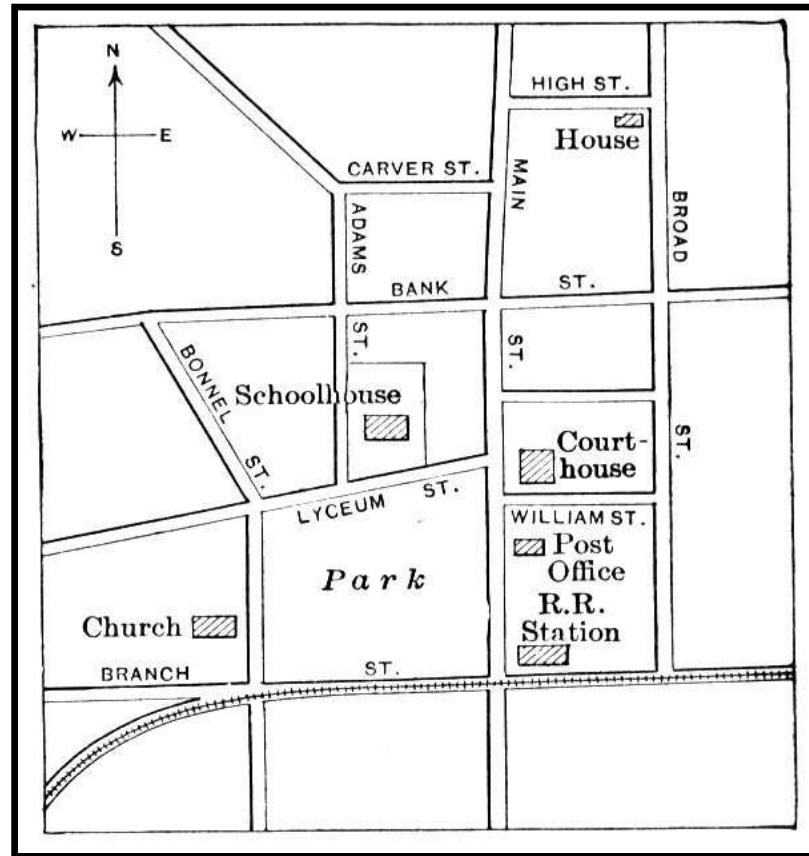 N
HIGH ST.
W E
House
CARVER ST.
MAIN
ADAMS
BROAD
S
BANK ST.
ST.
ST.
BONNEL
Schoolhouse
ST.
Court-
house
ST.
LYCEUM ST.
WILLIAM ST.
Post
Office
Park
R.R.
Station
Church
BRANCH ST.